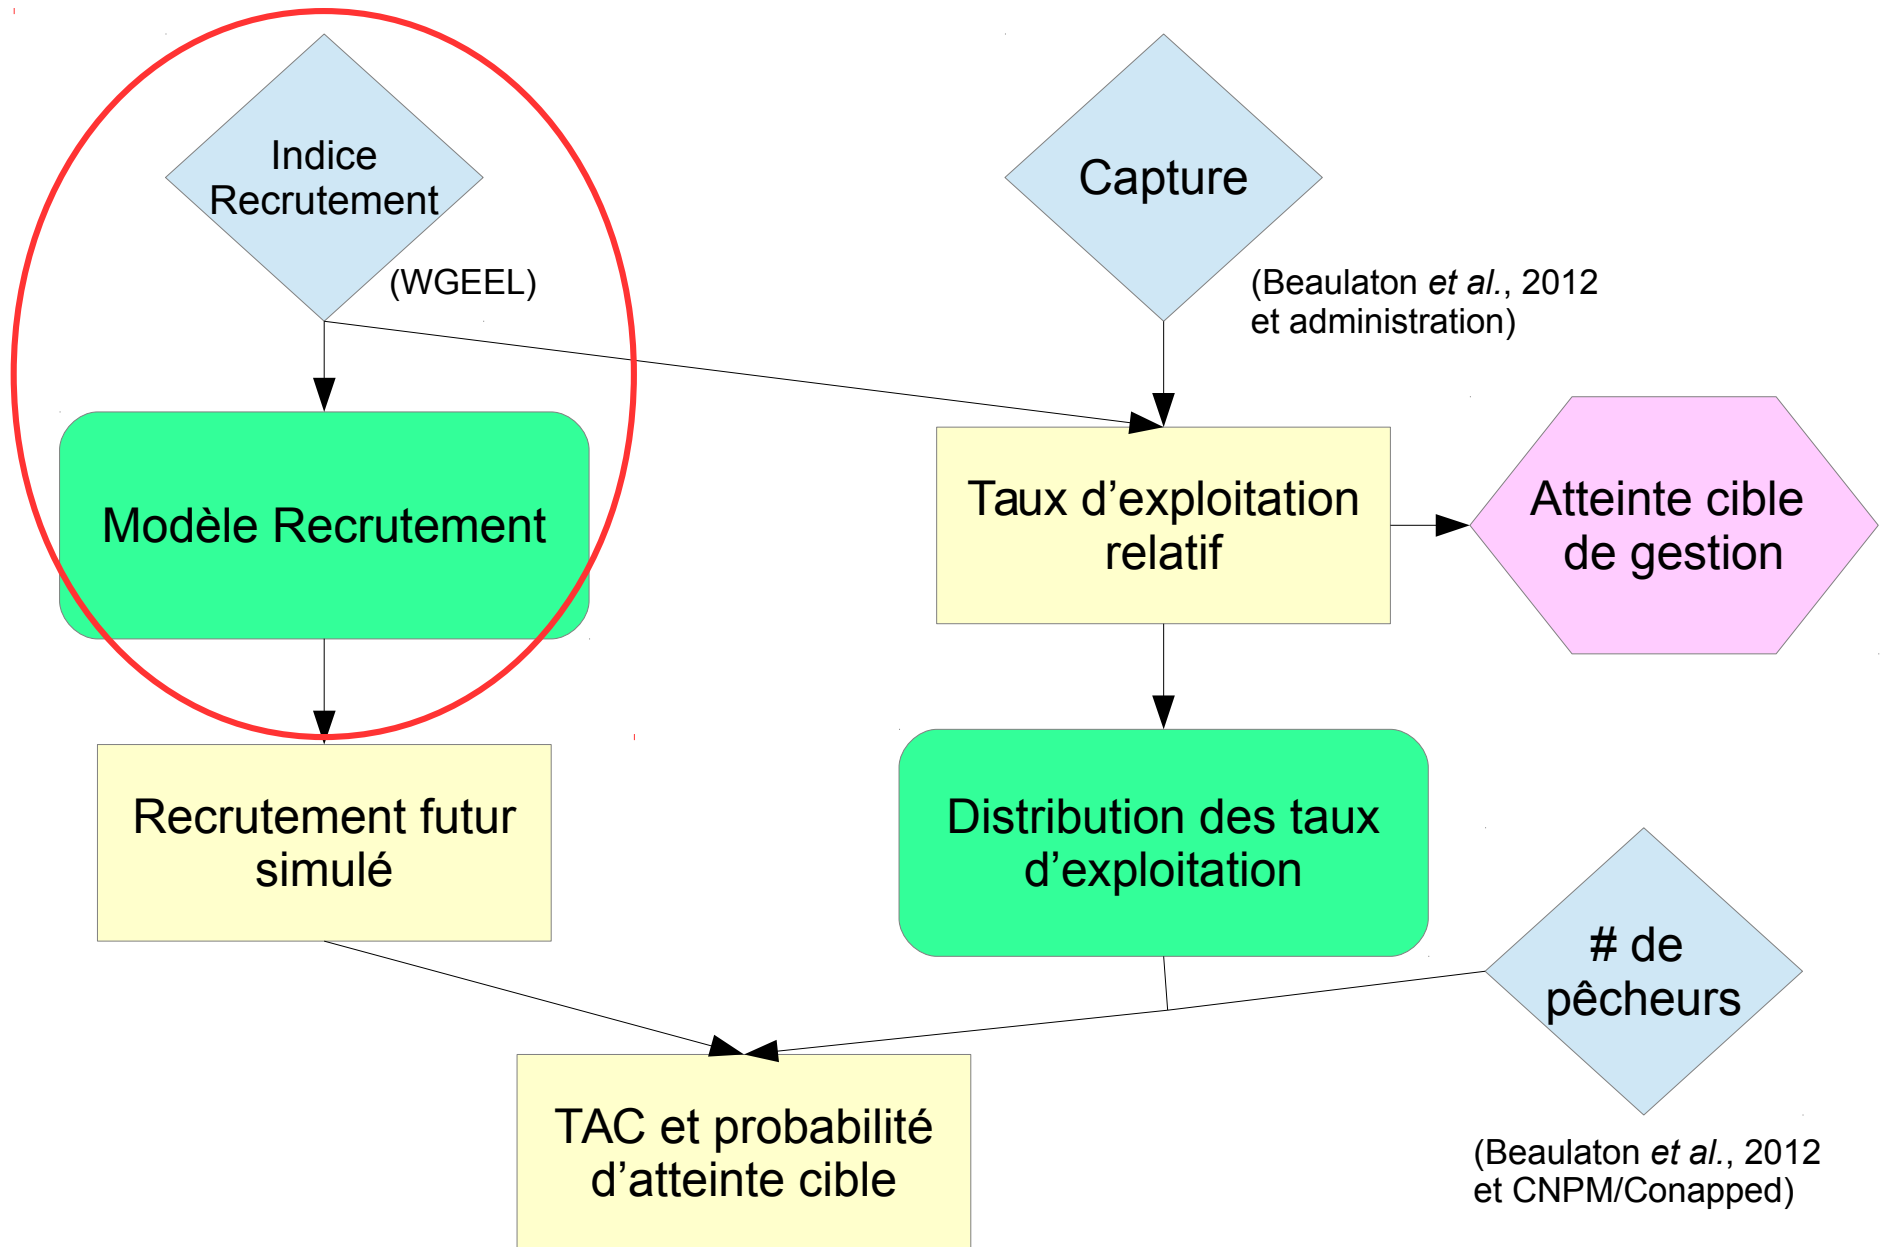 Indice
Recrutement
(WGEEL)
Capture
(Beaulaton et al., 2012
et administration)
Modèle Recrutement
Taux d’exploitation
relatif
Atteinte cible
de gestion
Recrutement futur
simulé
Distribution des taux
d’exploitation
# de
pêcheurs
(Beaulaton et al., 2012
et CNPM/Conapped)
TAC et probabilité
d’atteinte cible